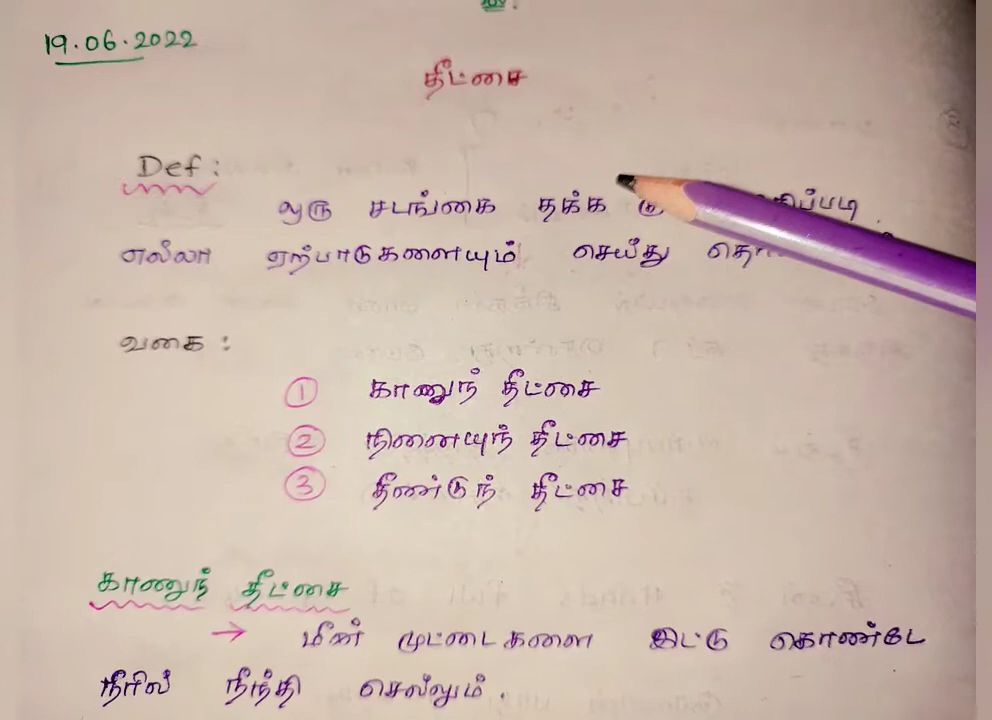 19.06.2022
தீட்சை
Def :
ஒரு சடங்கை தக்க
எல்லா ஏற்பாடுகளையும் செய்து
வகை :
① காணுந் தீட்சை
② நினையுந் தீட்சை
③ தீண்டுந் தீட்சை
காணுந் தீட்சை
→ மீன் முட்டைகளை இட்டு கொண்டே
நீரில் நீந்தி செல்லும்.